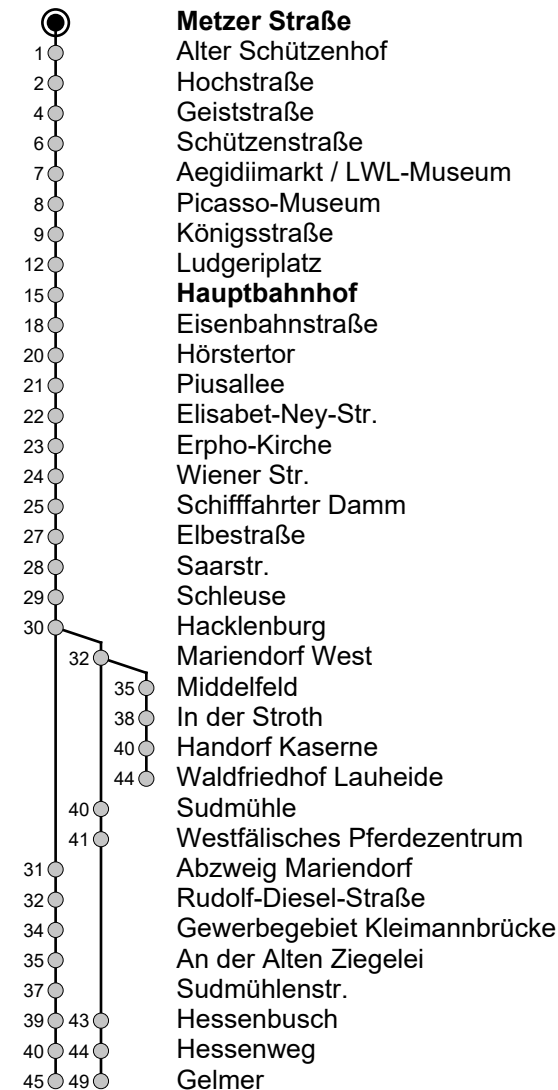 Metzer Straße
1 Alter Schützenhof
2 Hochstraße
4 Geiststraße
6 Schützenstraße
7 Aegidiimarkt / LWL-Museum
8 Picasso-Museum
9 Königsstraße
12 Ludgeriplatz
15 Hauptbahnhof
18 Eisenbahnstraße
20 Hörstertor
21 Piusallee
22 Elisabet-Ney-Str.
23 Erpho-Kirche
24 Wiener Str.
25 Schifffahrter Damm
27 Elbestraße
28 Saarstr.
29 Schleuse
30 Hacklenburg
32 Mariendorf West
35 Middelfeld
38 In der Stroth
40 Handorf Kaserne
44 Waldfriedhof Lauheide
40 Sudmühle
41 Westfälisches Pferdezentrum
31 Abzweig Mariendorf
32 Rudolf-Diesel-Straße
34 Gewerbegebiet Kleimannbrücke
35 An der Alten Ziegelei
37 Sudmühlenstr.
39 43 Hessenbusch
40 44 Hessenweg
45 49 Gelmer